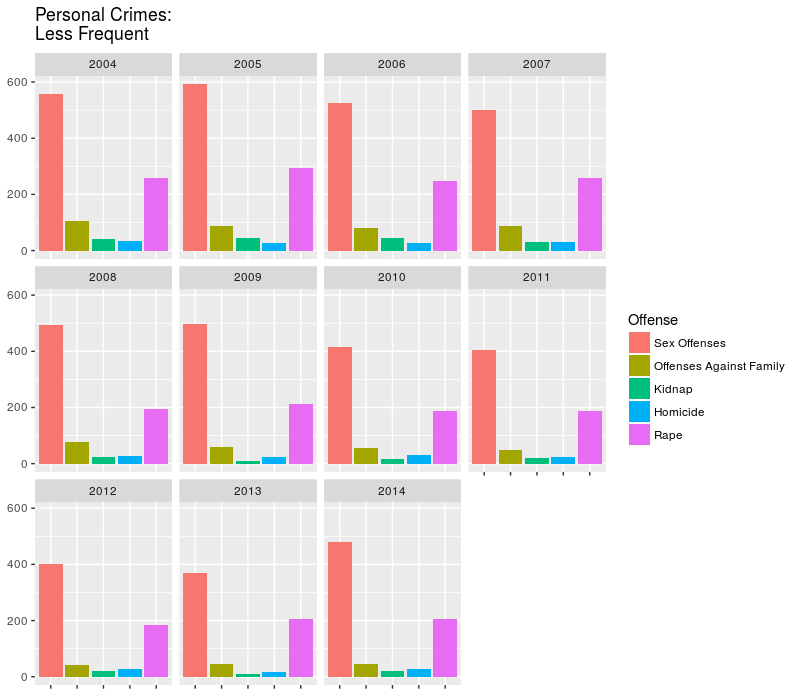 Personal Crimes:
Less Frequent
2004 2005 2006 2007
600
400
200
0
2008 2009 2010 2011
600
400
200
0
2012 2013 2014
600
400
200
0
Offense
Sex Offenses
Offenses Against Family
Kidnap
Homicide
Rape